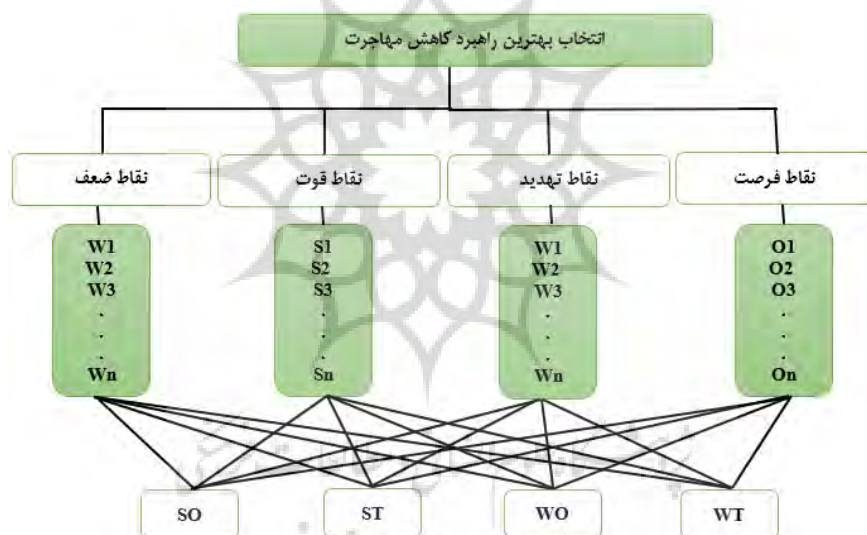 انتخاب بهترین راهبرد کاهش مهاجرت
نقاط فرصت
نقاط تهدید
نقاط قوت
نقاط ضعف
O1
O2
O3
.
.
.
On
W1
W2
W3
.
.
.
Wn
S1
S2
S3
.
.
.
Sn
W1
W2
W3
.
.
.
Wn
SO
ST
WO
WT